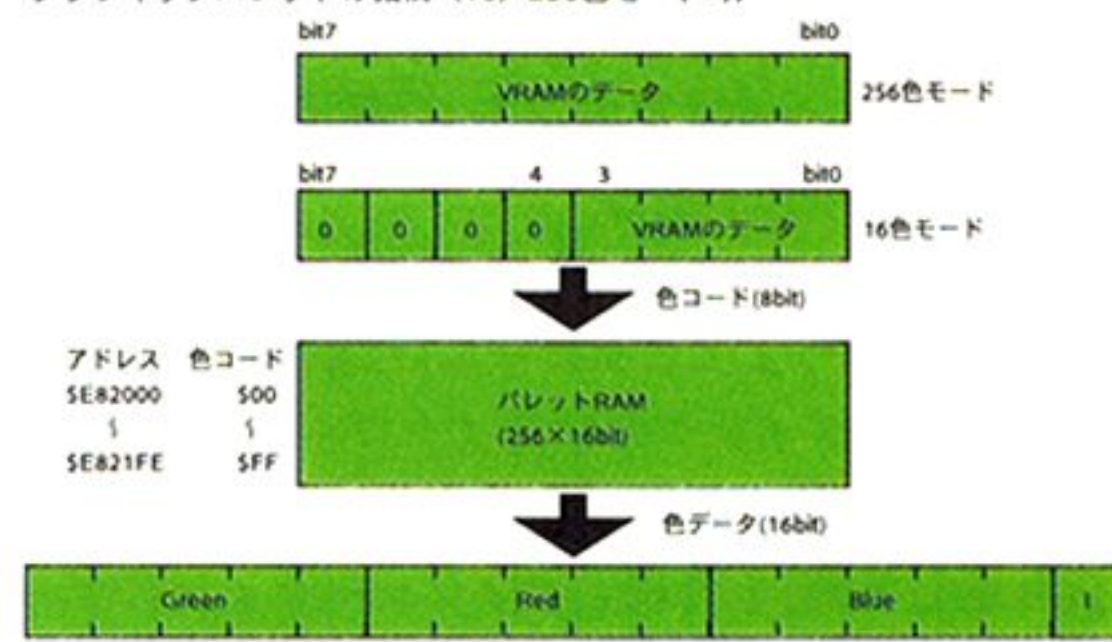 bit7 bit0
VRAMのデータ 256色モード
bit7 4 3 bit0
0 0 0 0 VRAMのデータ 16色モード
色コード(8bit)
アドレス 色コード
$E82000 $00
〜 〜
$E821FE $FF
パレットRAM
(256×16bit)
色データ(16bit)
Green Red Blue I